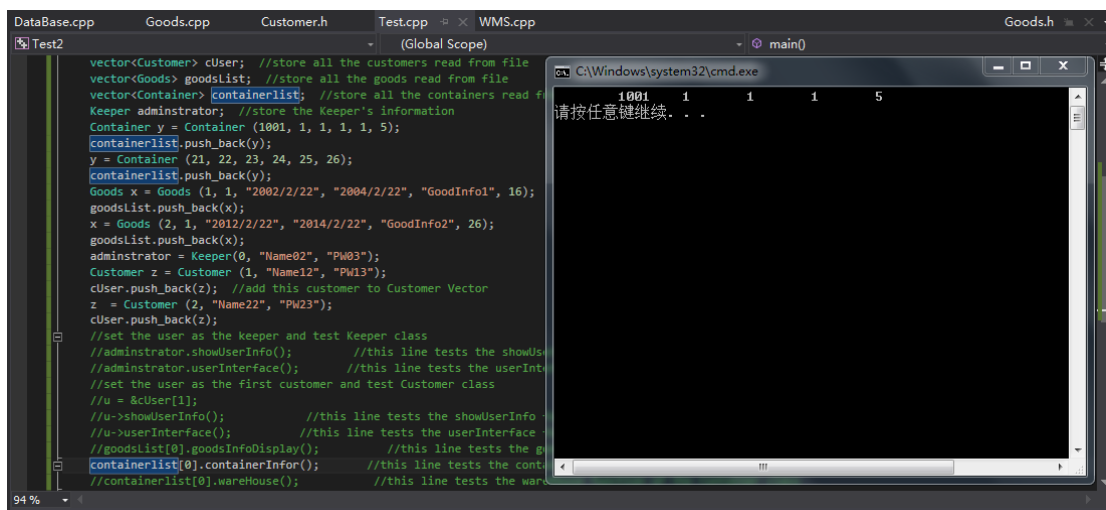 DataBase.cpp Goods.cpp Customer.h Test.cpp WMS.cpp Goods.h
Test2 (Global Scope) main()
vector<Customer> cUser; //store all the customers read from file
vector<Goods> goodsList; //store all the goods read from file
vector<Container> containerlist; //store all the containers read
Keeper adminstrator; //store the Keeper's information
Container y = Container (1001, 1, 1, 1, 1, 5);
containerlist.push_back(y);
y = Container (21, 22, 23, 24, 25, 26);
containerlist.push_back(y);
Goods x = Goods (1, 1, "2002/2/22", "2004/2/22", "GoodInfo1", 16);
goodsList.push_back(x);
x = Goods (2, 1, "2012/2/22", "2014/2/22", "GoodInfo2", 26);
goodsList.push_back(x);
adminstrator = Keeper(0, "Name02", "PW03");
Customer z = Customer (1, "Name12", "PW13");
cUser.push_back(z); //add this customer to Customer Vector
z = Customer (2, "Name22", "PW23");
cUser.push_back(z);
//set the user as the keeper and test Keeper class
//adminstrator.showUserInfo(); //this line tests the
//adminstrator.userInterface(); //this line tests the
//set the user as the first customer and test Customer class
//u = &cUser[1];
//u->showUserInfo(); //this line tests the showUserInfo
//u->userInterface(); //this line tests the userInterface
//goodsList[0].goodsInfoDisplay(); //this line tests the
containerlist[0].containerInfor(); //this line tests the
//containerlist[0].wareHouse(); //this line tests the
94 %
C:\Windows\system32\cmd.exe
1001 1 1 1 5
请按任意键继续. . .